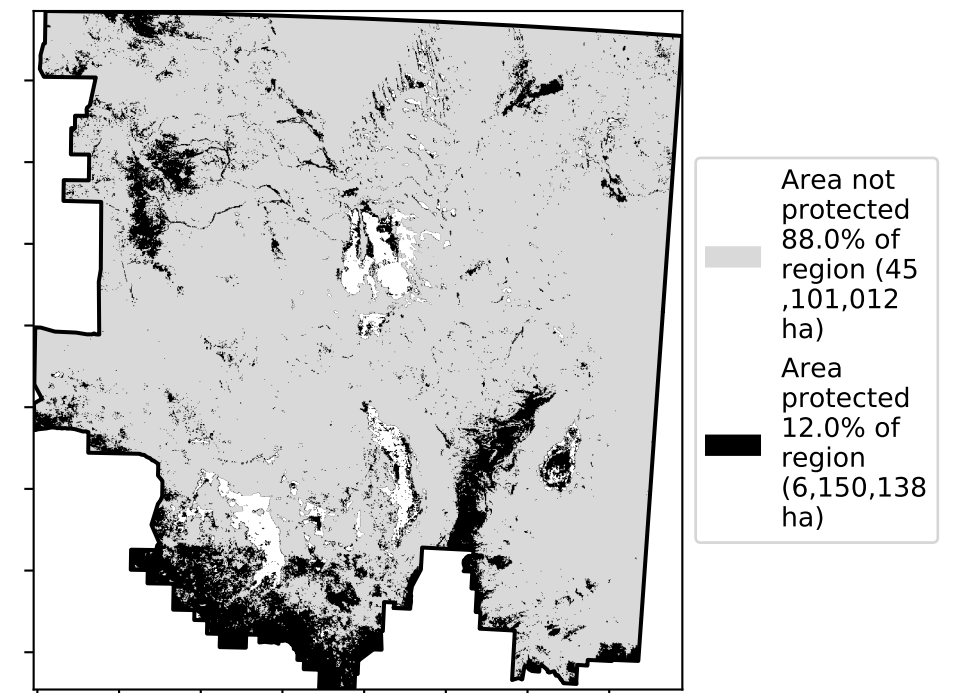 Area not
protected
88.0% of
region (45
,101,012
ha)
Area
protected
12.0% of
region
(6,150,138
ha)